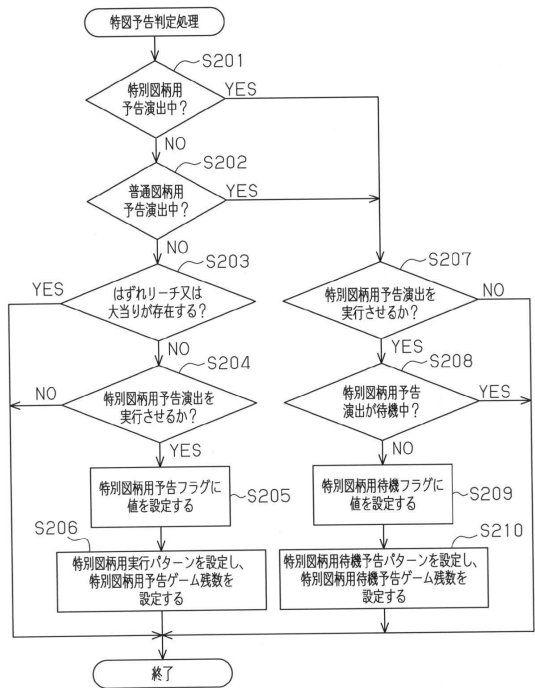 特図予告判定処理
S201
特別図柄用
予告演出中?
YES
NO
S202
普通図柄用
予告演出中?
YES
NO
S203
はずれリーチ又は
大当りが存在する?
YES
NO
S204
特別図柄用予告演出を
実行させるか?
NO
YES
特別図柄用予告フラグに
値を設定する
S205
S206
特別図柄用実行パターンを設定し、
特別図柄用予告ゲーム残数を
設定する
S207
特別図柄用予告演出を
実行させるか?
NO
YES
S208
特別図柄用予告
演出が待機中?
YES
NO
特別図柄用待機フラグに
値を設定する
S209
S210
特別図柄用待機予告パターンを設定し、
特別図柄用待機予告ゲーム残数を
設定する
終了